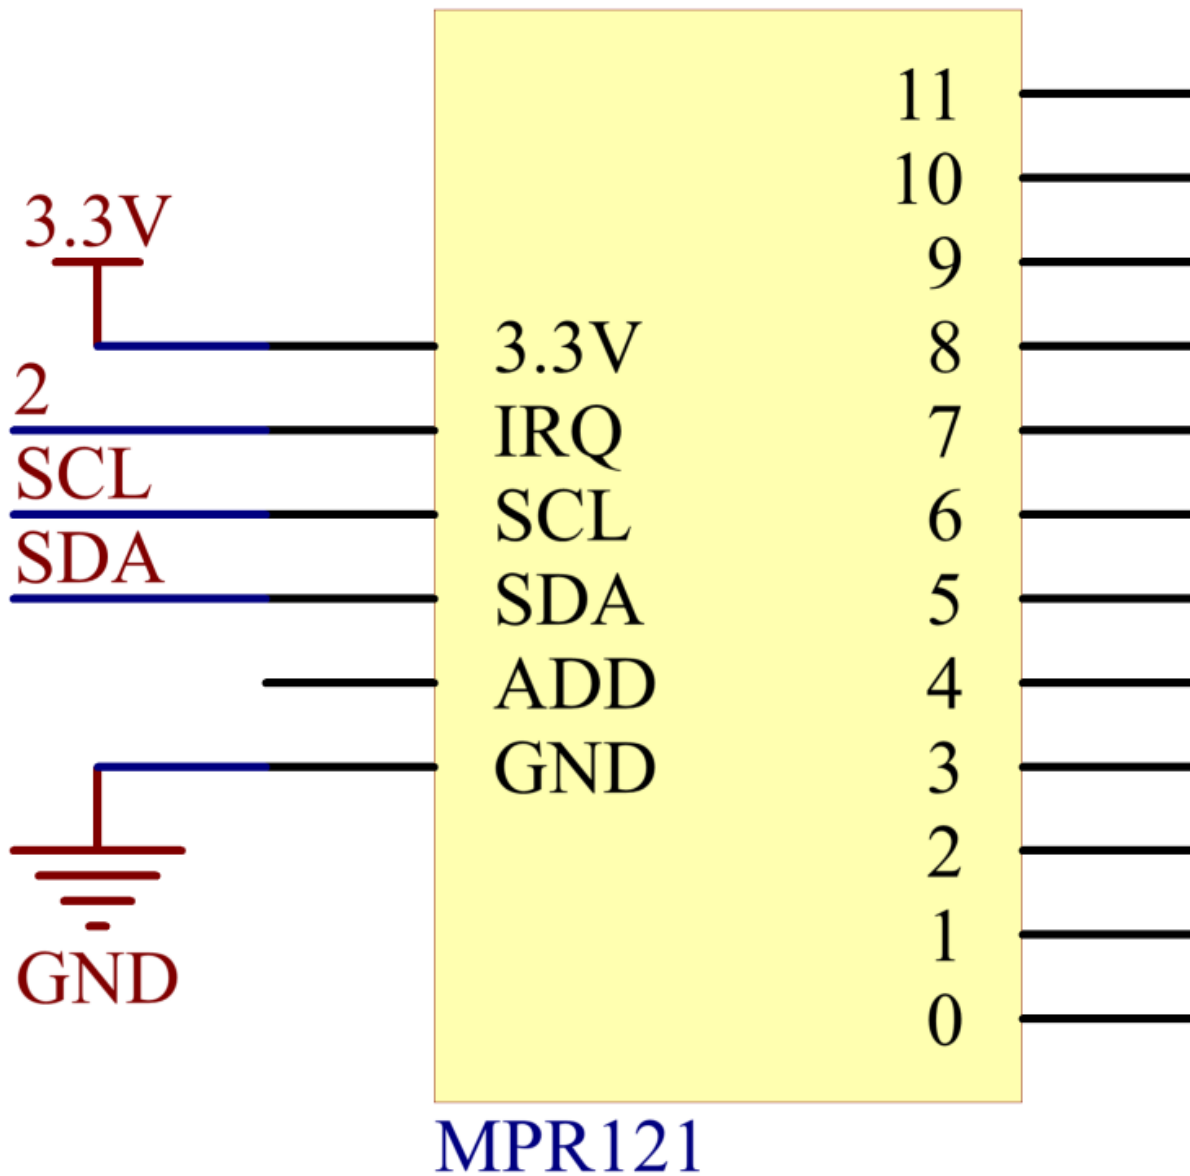 11
10
3.3V
9
3.3V 8
2
IRQ 7
SCL
SCL 6
SDA
SDA 5
ADD 4
GND 3
2
1
GND
0
MPR121